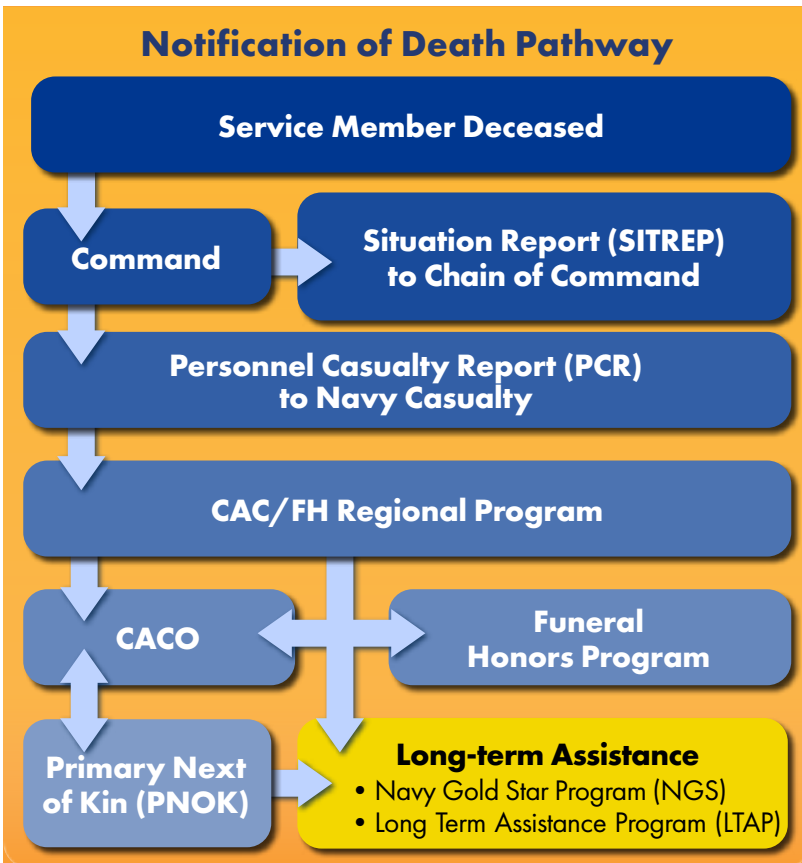 Notification of Death Pathway
Service Member Deceased
Command
Situation Report (SITREP)
to Chain of Command
Personnel Casualty Report (PCR)
to Navy Casualty
CAC/FH Regional Program
CACO
Funeral
Honors Program
Primary Next
of Kin (PNOK)
Long-term Assistance
• Navy Gold Star Program (NGS)
• Long Term Assistance Program (LTAP)